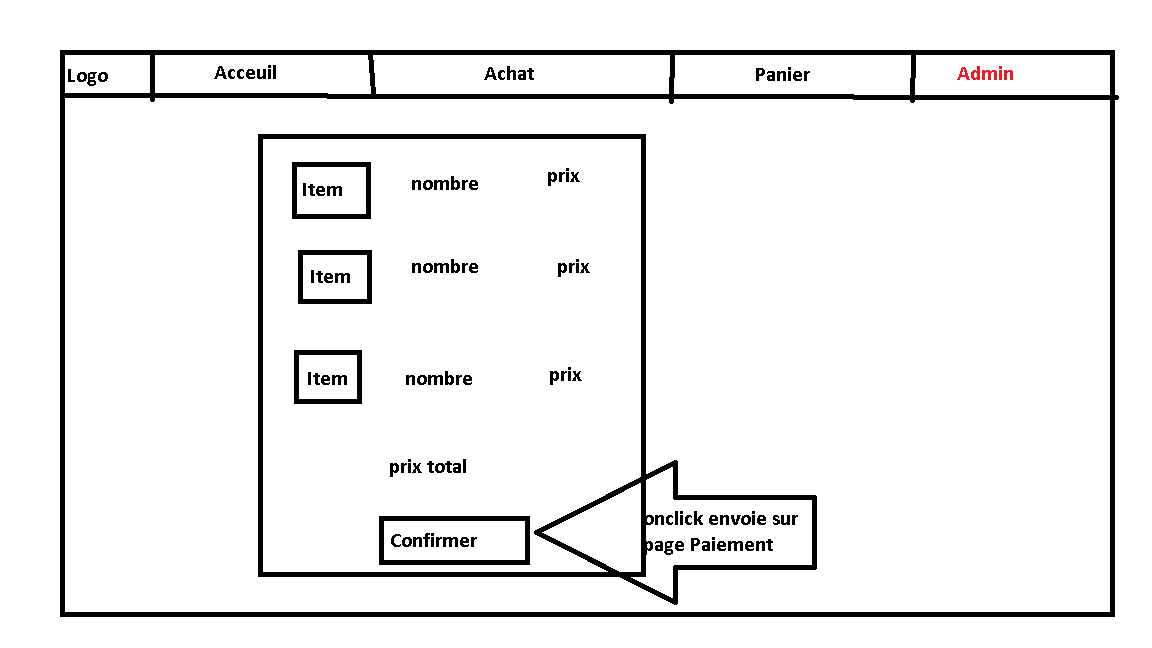 Logo
Acceuil
Achat
Panier
Admin
Item
nombre
prix
Item
nombre
prix
Item
nombre
prix
prix total
Confirmer
onclick envoie sur
page Paiement